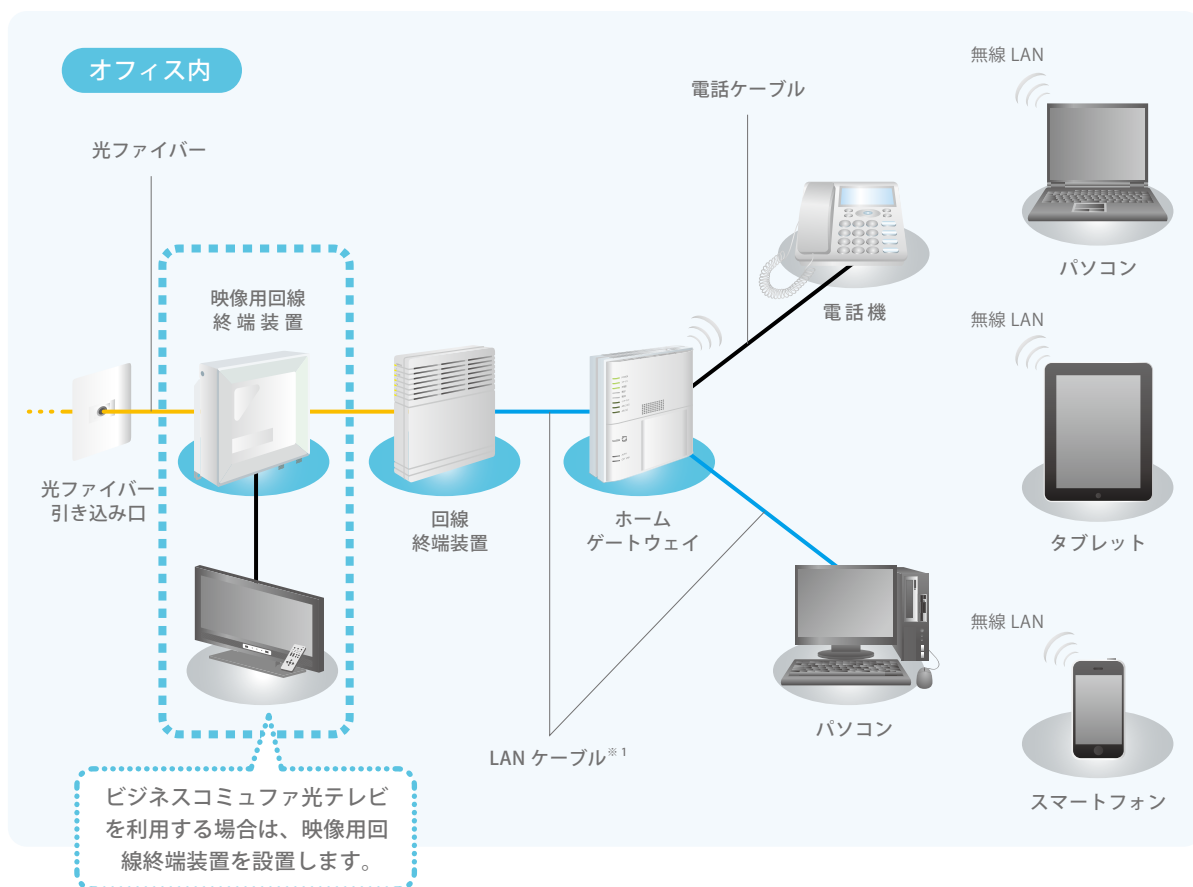 オフィス内
無線 LAN
電話ケーブル
光ファイバー
パソコン
映像用回線
終端装置
電話機
無線 LAN
光ファイバー
引き込み口
回線
終端装置
ホーム
ゲートウェイ
タブレット
無線 LAN
パソコン
LAN ケーブル※1
スマートフォン
ビジネスコミュファ光テレビ
を利用する場合は、映像用回
線終端装置を設置します。